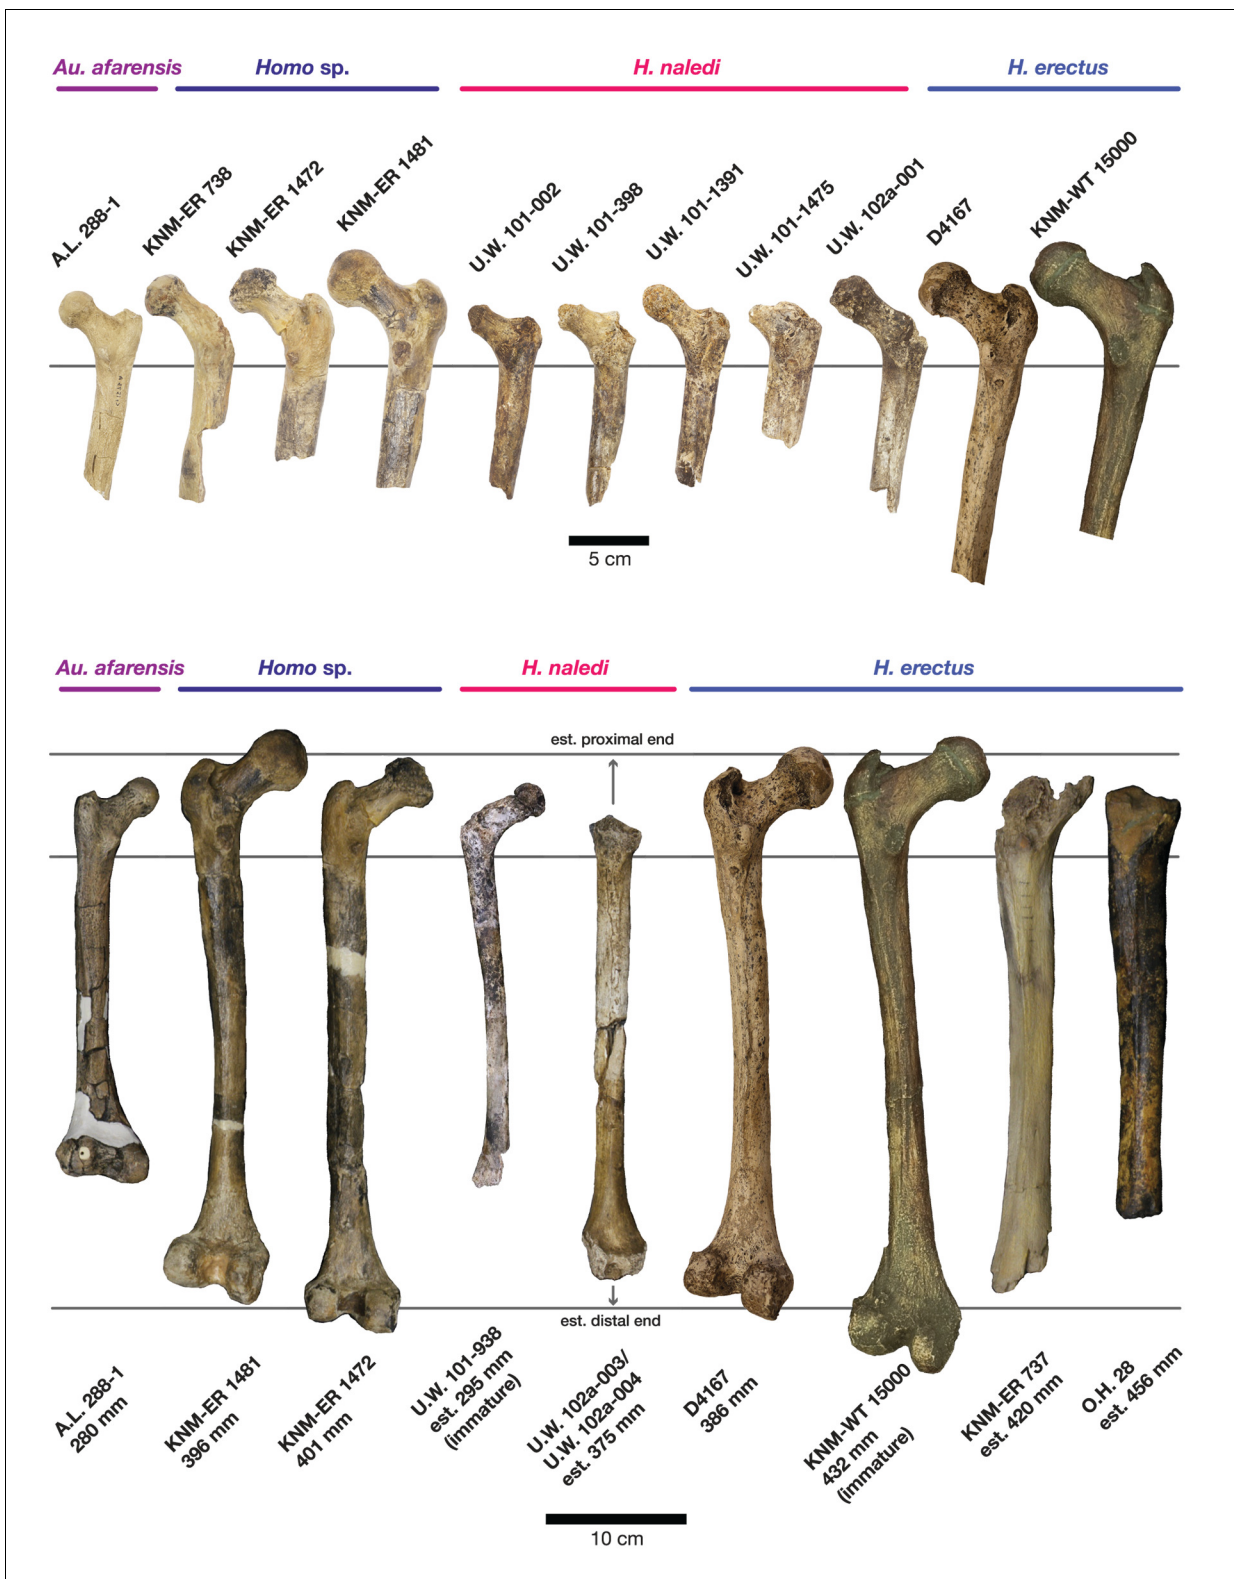 Au. afarensis
Homo sp.
H. naledi
H. erectus
A.L. 288-1
KNM-ER 738
KNM-ER 1472
KNM-ER 1481
U.W. 101-002
U.W. 101-398
U.W. 101-1391
U.W. 101-1475
U.W. 102a-001
D4167
KNM-WT 15000
5 cm
Au. afarensis
Homo sp.
H. naledi
H. erectus
est. proximal end
est. distal end
A.L. 288-1
280 mm
KNM-ER 1481
396 mm
KNM-ER 1472
401 mm
U.W. 101-938
est. 295 mm
(immature)
U.W. 102a-003/
U.W. 102a-004
est. 375 mm
D4167
386 mm
KNM-WT 15000
432 mm
(immature)
KNM-ER 737
est. 420 mm
O.H. 28
est. 456 mm
10 cm